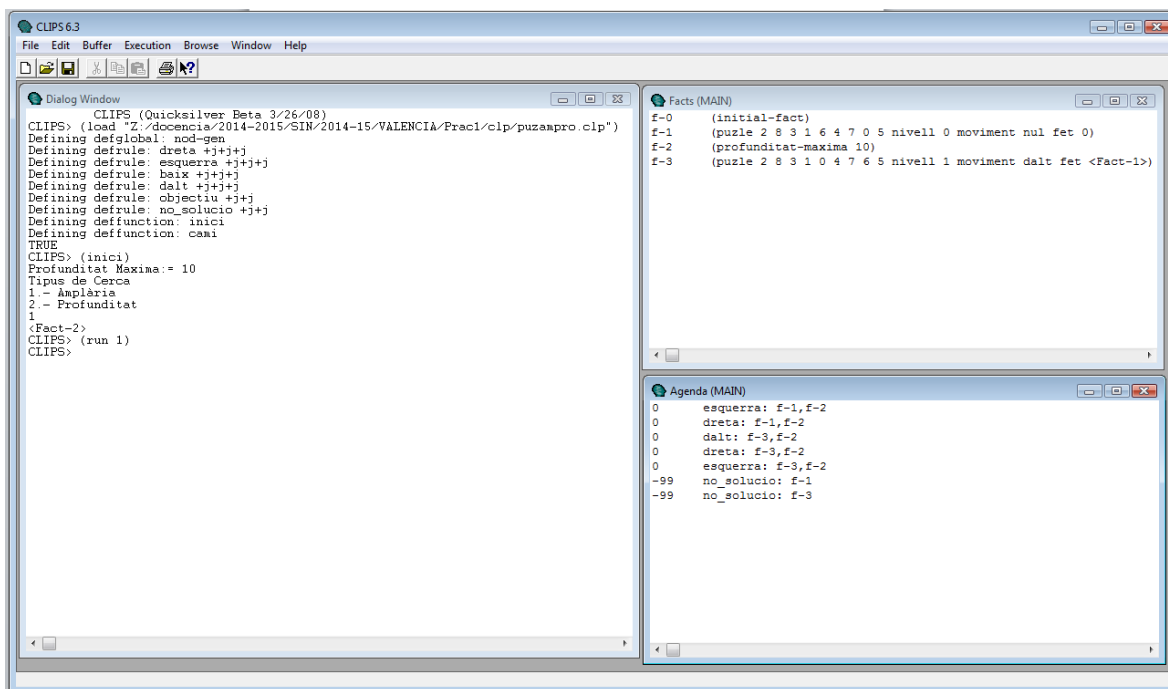 CLIPS 6.3
File Edit Buffer Execution Browse Window Help
Dialog Window
CLIPS (Quicksilver Beta 3/26/08)
CLIPS> (load "Z:/docencia/2014-2015/SIN/2014-15/VALENCIA/Prac1/clp/puzampro.clp")
Defining defglobal: nod-gen
Defining defrule: dreta +j+j+j
Defining defrule: esquerra +j+j+j
Defining defrule: baix +j+j+j
Defining defrule: dalt +j+j+j
Defining defrule: objectiu +j+j
Defining defrule: no_solucio +j+j
Defining deffunction: inici
Defining deffunction: cami
TRUE
CLIPS> (inici)
Profunditat Maxima:= 10
Tipus de Cerca
1.- Amplària
2.- Profunditat
1
<Fact-2>
CLIPS> (run 1)
CLIPS>
Facts (MAIN)
f-0 (initial-fact)
f-1 (puzle 2 8 3 1 6 4 7 0 5 nivell 0 moviment nul fet 0)
f-2 (profunditat-maxima 10)
f-3 (puzle 2 8 3 1 0 4 7 6 5 nivell 1 moviment dalt fet <Fact-1>)
Agenda (MAIN)
0 esquerra: f-1,f-2
0 dreta: f-1,f-2
0 dalt: f-3,f-2
0 dreta: f-3,f-2
0 esquerra: f-3,f-2
-99 no_solucio: f-1
-99 no_solucio: f-3